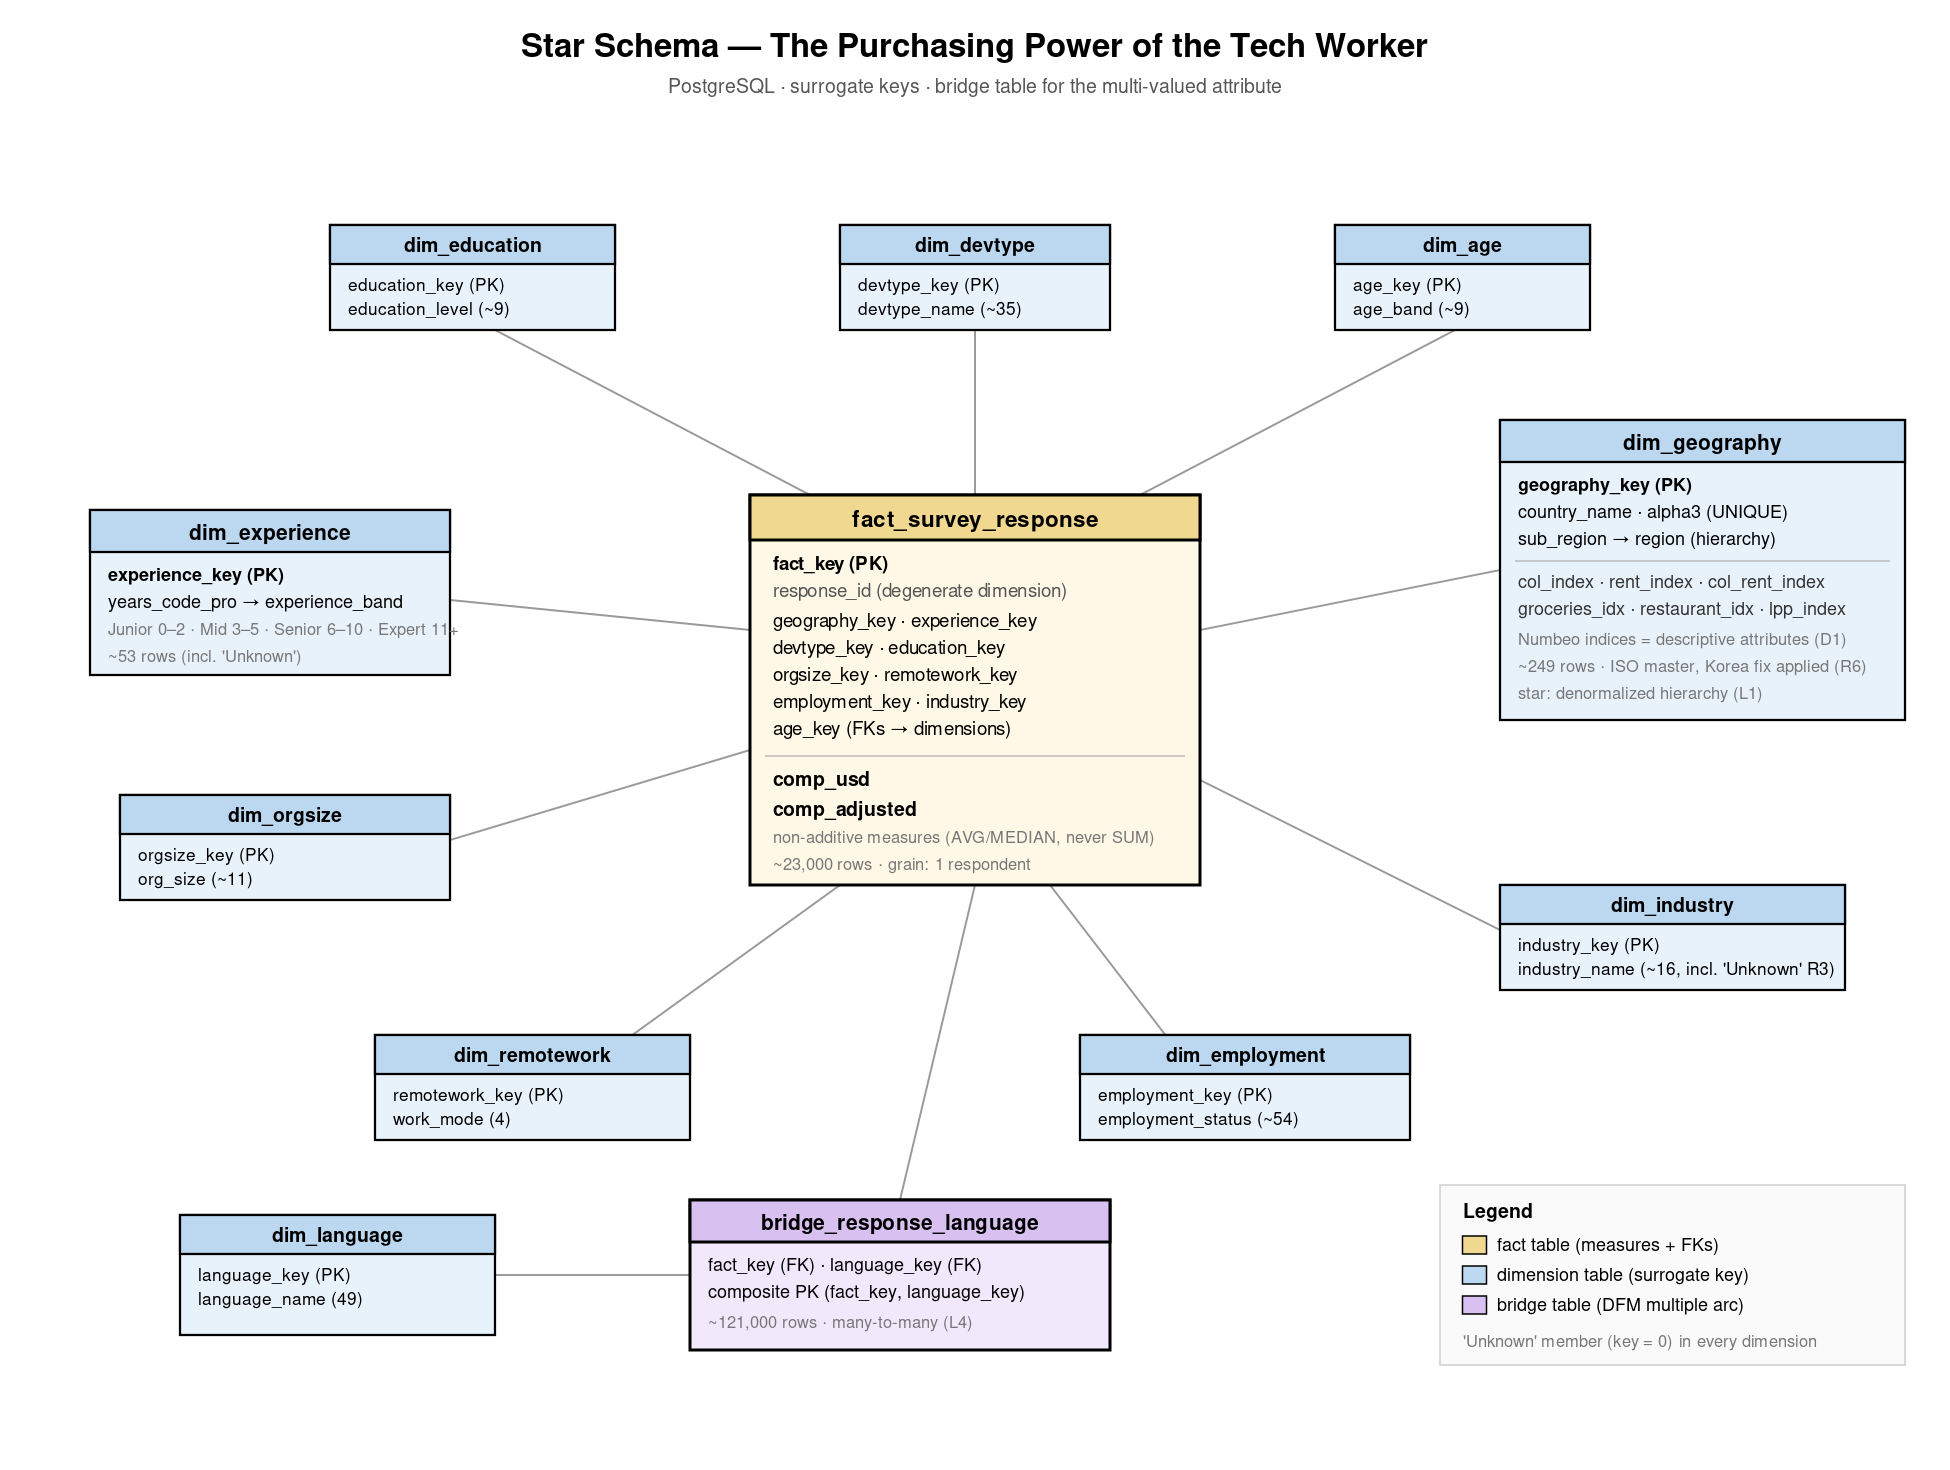 Star Schema — The Purchasing Power of the Tech Worker
PostgreSQL · surrogate keys · bridge table for the multi-valued attribute
dim_education
education_key (PK)
education_level (~9)
dim_devtype
devtype_key (PK)
devtype_name (~35)
dim_age
age_key (PK)
age_band (~9)
dim_geography
geography_key (PK)
country_name · alpha3 (UNIQUE)
sub_region → region (hierarchy)
col_index · rent_index · col_rent_index
groceries_idx · restaurant_idx · lpp_index
Numbeo indices = descriptive attributes (D1)
~249 rows · ISO master, Korea fix applied (R6)
star: denormalized hierarchy (L1)
dim_experience
experience_key (PK)
years_code_pro → experience_band
Junior 0–2 · Mid 3–5 · Senior 6–10 · Expert 11+
~53 rows (incl. 'Unknown')
fact_survey_response
fact_key (PK)
response_id (degenerate dimension)
geography_key · experience_key
devtype_key · education_key
orgsize_key · remotework_key
employment_key · industry_key
age_key (FKs → dimensions)
comp_usd
comp_adjusted
non-additive measures (AVG/MEDIAN, never SUM)
~23,000 rows · grain: 1 respondent
dim_orgsize
orgsize_key (PK)
org_size (~11)
dim_industry
industry_key (PK)
industry_name (~16, incl. 'Unknown' R3)
dim_remotework
remotework_key (PK)
work_mode (4)
dim_employment
employment_key (PK)
employment_status (~54)
dim_language
language_key (PK)
language_name (49)
bridge_response_language
fact_key (FK) · language_key (FK)
composite PK (fact_key, language_key)
~121,000 rows · many-to-many (L4)
Legend
fact table (measures + FKs)
dimension table (surrogate key)
bridge table (DFM multiple arc)
'Unknown' member (key = 0) in every dimension